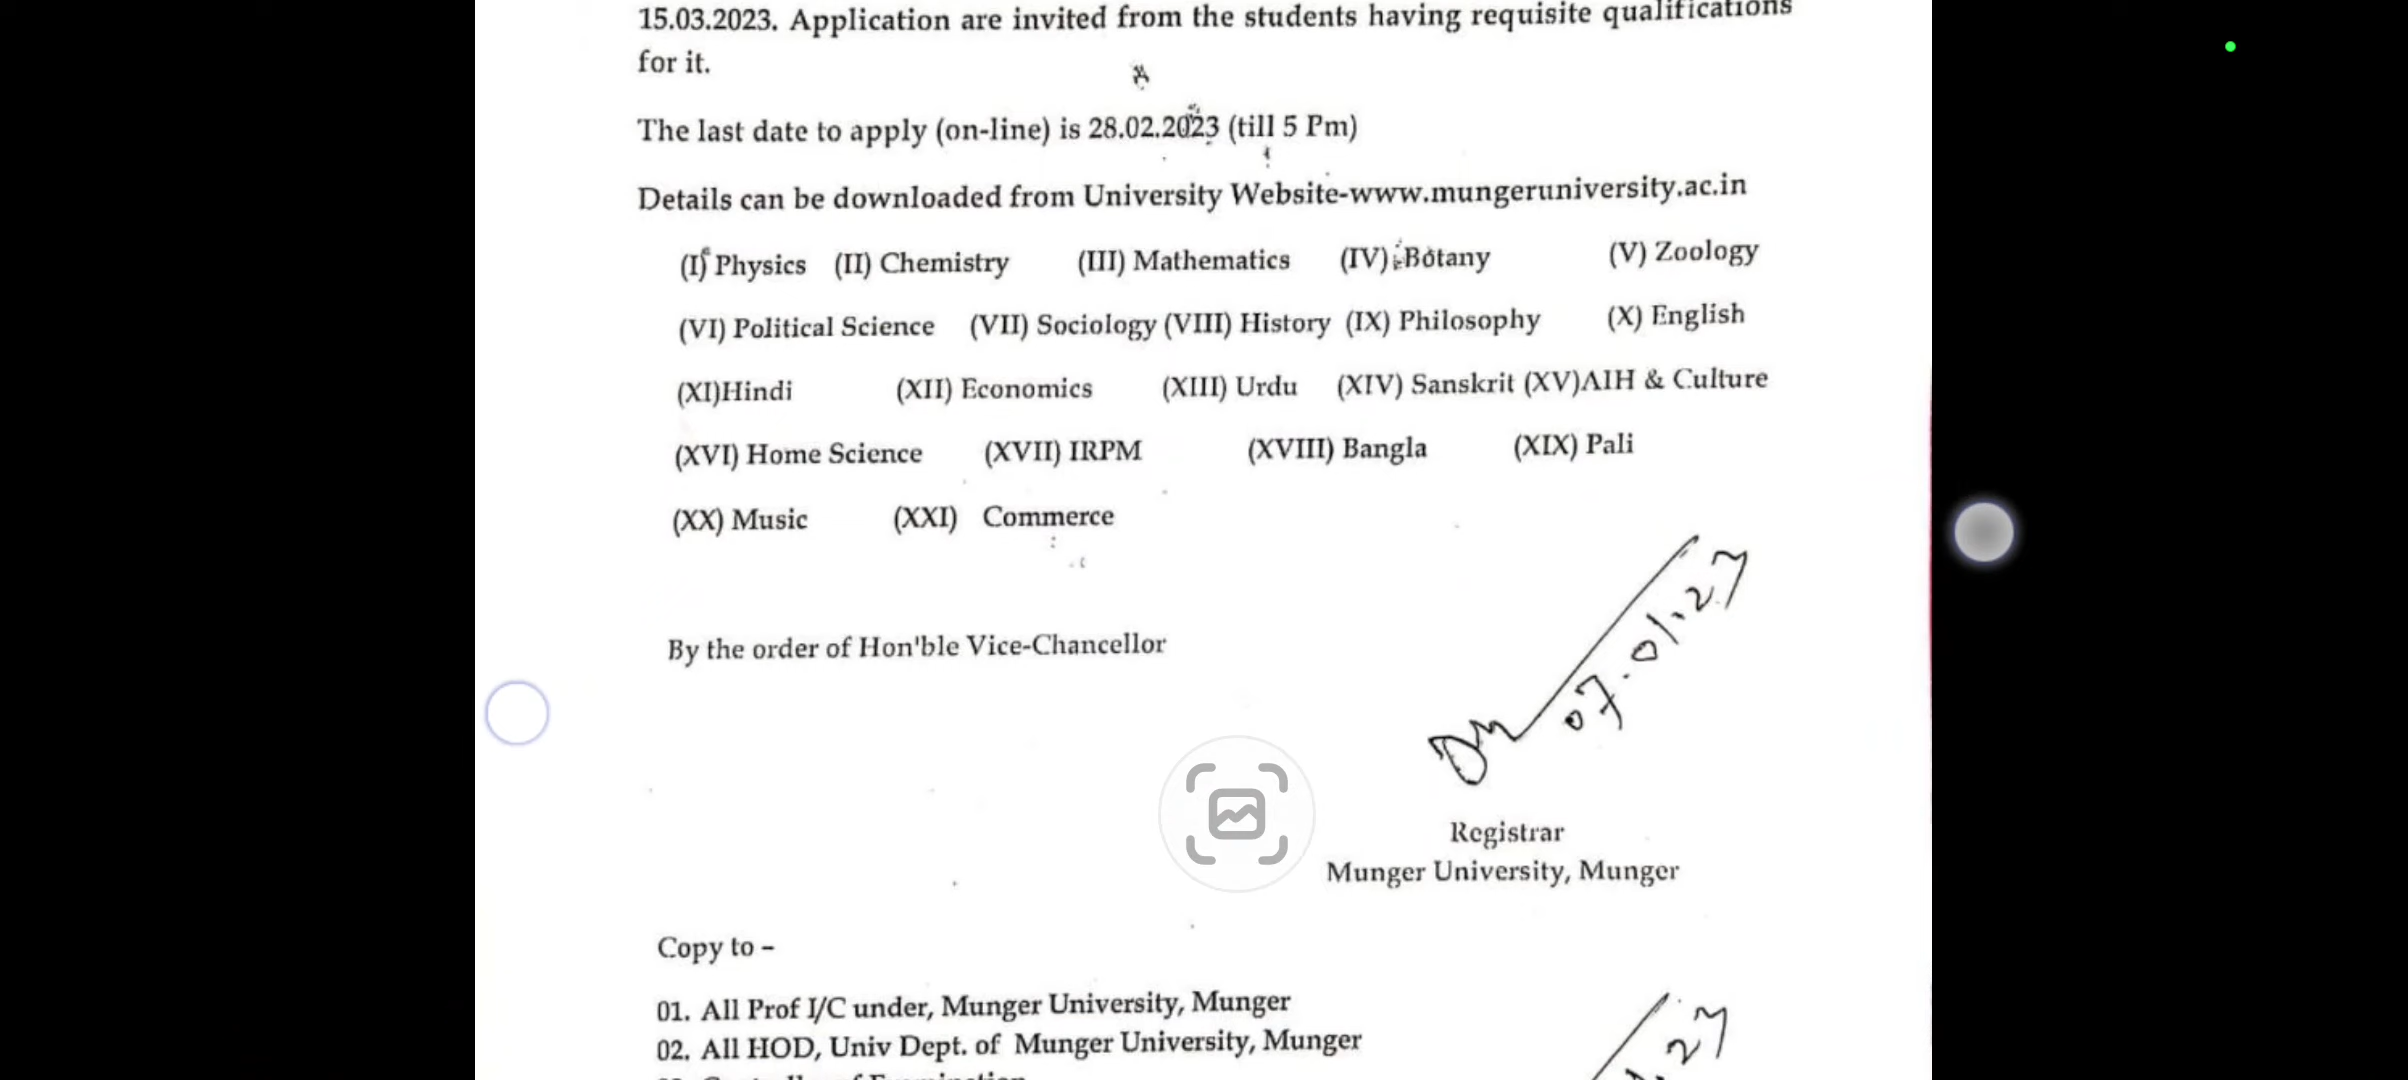 15.03.2023. Application are invited from the students having requisite qualifications
for it.
The last date to apply (on-line) is 28.02.2023 (till 5 Pm)
Details can be downloaded from University Website-www.mungeruniversity.ac.in
(I) Physics (II) Chemistry (III) Mathematics (IV) Botany (V) Zoology
(VI) Political Science (VII) Sociology (VIII) History (IX) Philosophy (X) English
(XI)Hindi (XII) Economics (XIII) Urdu (XIV) Sanskrit (XV)AIH & Culture
(XVI) Home Science (XVII) IRPM (XVIII) Bangla (XIX) Pali
(XX) Music (XXI) Commerce
By the order of Hon'ble Vice-Chancellor
07.01.23
Registrar
Munger University, Munger
Copy to –
01. All Prof I/C under, Munger University, Munger
02. All HOD, Univ Dept. of Munger University, Munger